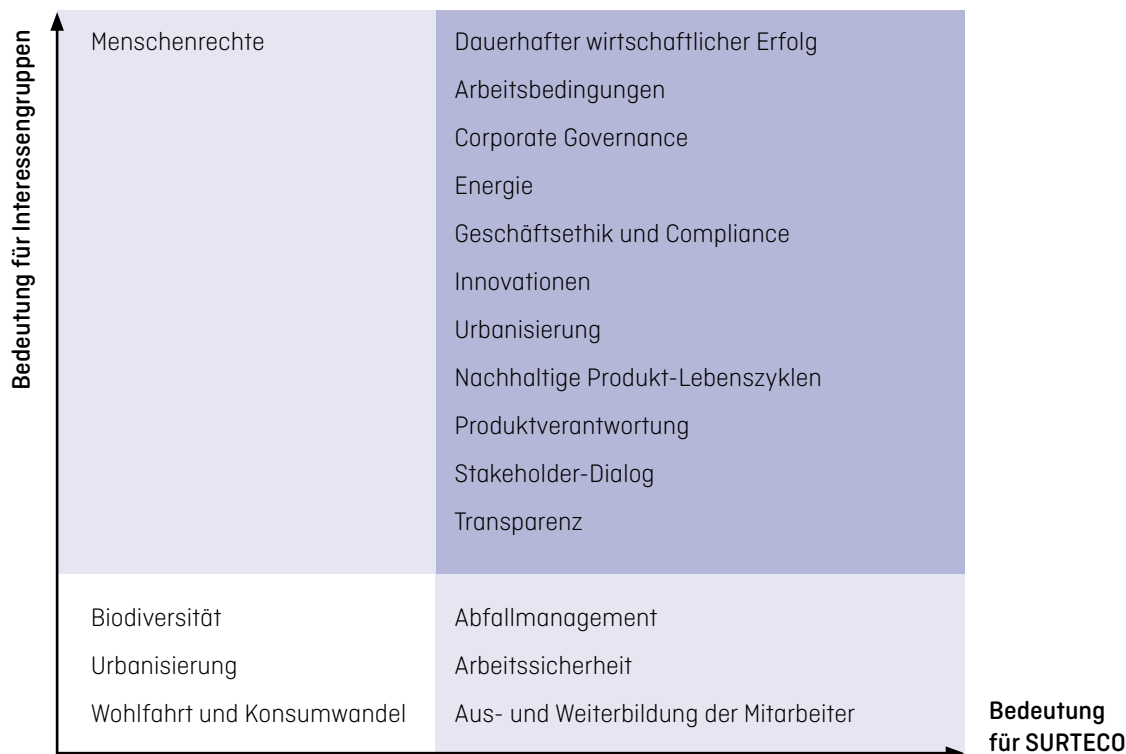 Bedeutung für Interessengruppen
Menschenrechte
Dauerhafter wirtschaftlicher Erfolg
Arbeitsbedingungen
Corporate Governance
Energie
Geschäftsethik und Compliance
Innovationen
Urbanisierung
Nachhaltige Produkt-Lebenszyklen
Produktverantwortung
Stakeholder-Dialog
Transparenz
Biodiversität
Urbanisierung
Wohlfahrt und Konsumwandel
Abfallmanagement
Arbeitssicherheit
Aus- und Weiterbildung der Mitarbeiter
Bedeutung
für SURTECO